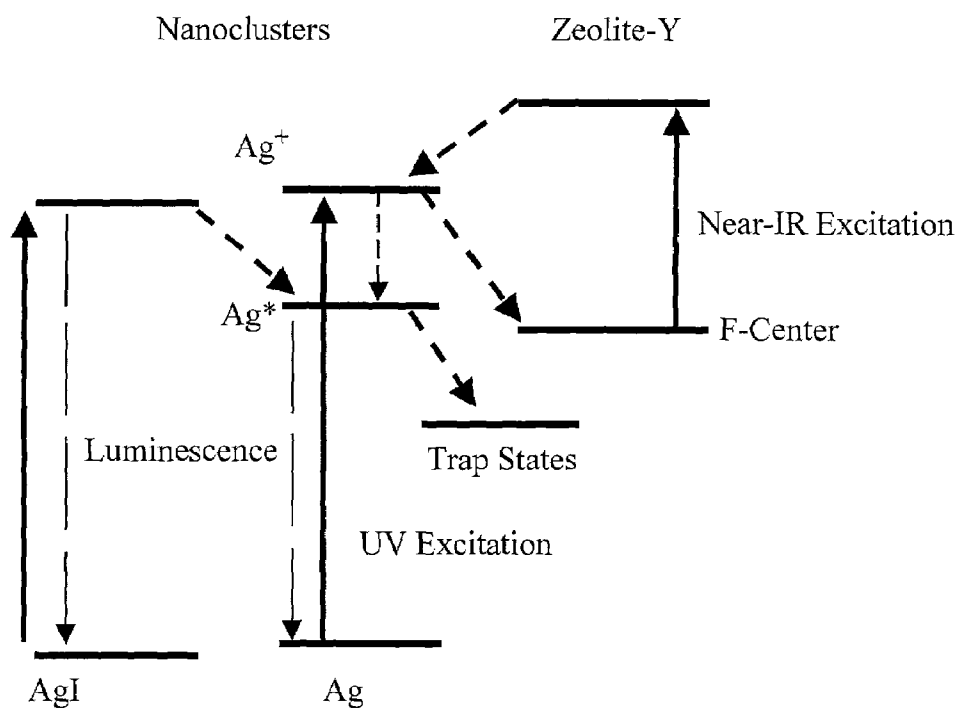 Nanoclusters
Zeolite-Y
Ag⁺
Near-IR Excitation
Ag*
F-Center
Luminescence
Trap States
UV Excitation
AgI
Ag